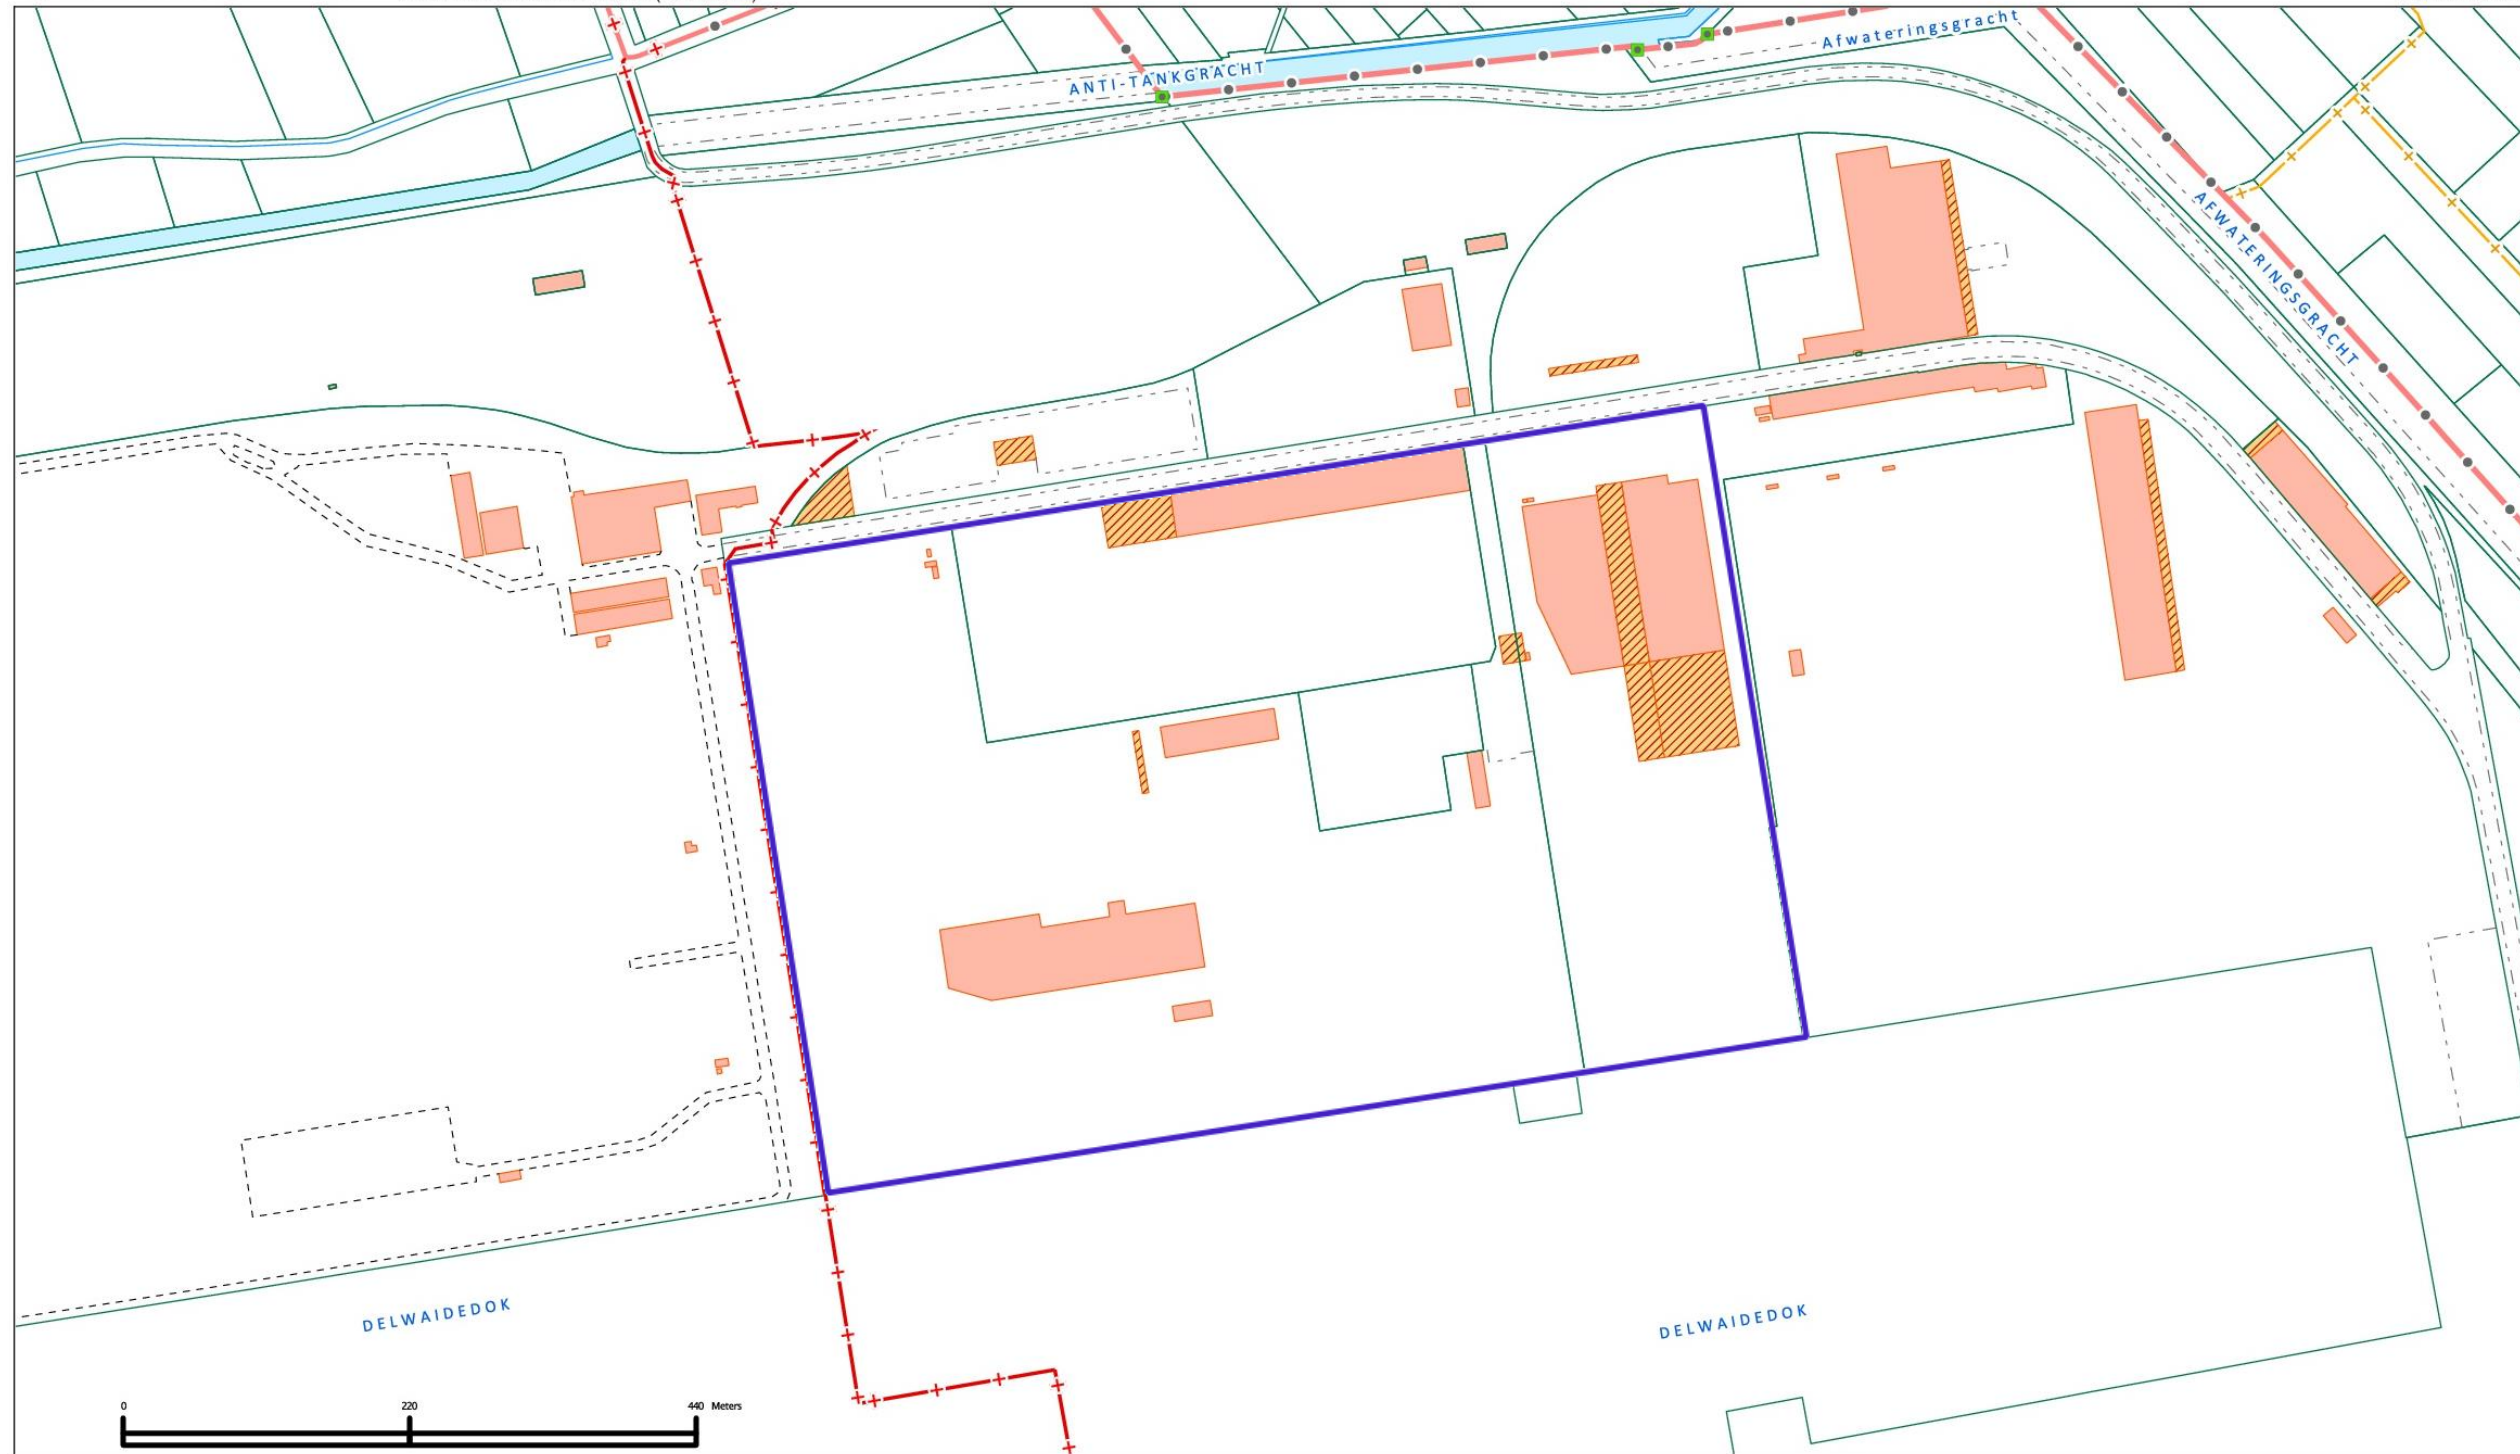 Afwateringsgracht
ANTI-TANKGRACHT
AFWATERINGSGRACHT
DELWAIDEDOK
DELWAIDEDOK
0 220 440 Meters